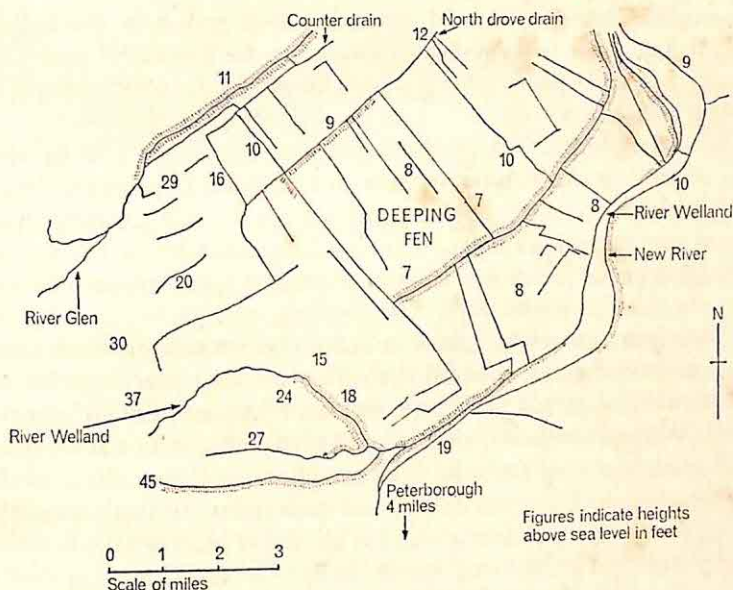 Counter drain
North drove drain
12
11
9
9
10
8
10
29
16
10
DEEPING
FEN
7
8
River Welland
New River
20
7
8
River Glen
30
N
15
37
24
18
River Welland
27
19
45
Peterborough
4 miles
Figures indicate heights
above sea level in feet
0 1 2 3
Scale of miles